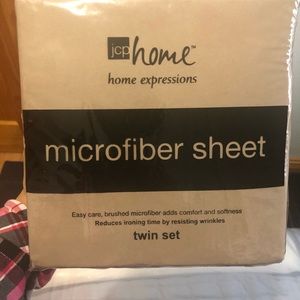 jcp home™
home expressions
microfiber sheet
Easy care, brushed microfiber adds comfort and softness
Reduces ironing time by resisting wrinkles
twin set